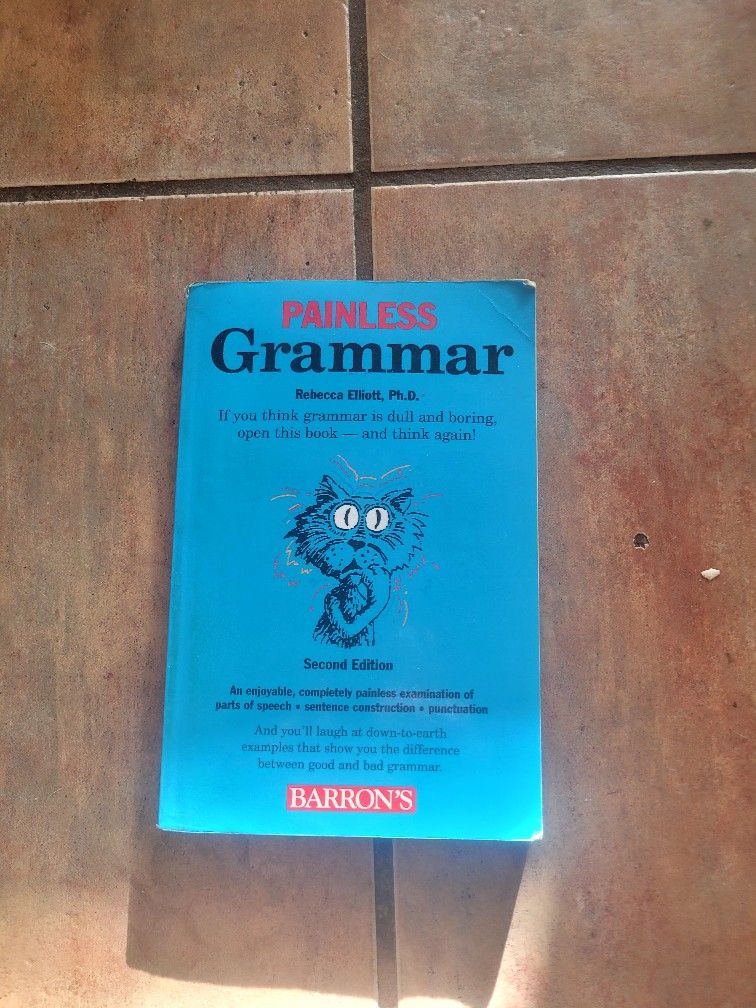 PAINLESS
Grammar
Rebecca Elliott, Ph.D.
If you think grammar is dull and boring,
open this book — and think again!
Second Edition
An enjoyable, completely painless examination of
parts of speech • sentence construction • punctuation
And you'll laugh at down-to-earth
examples that show you the difference
between good and bad grammar.
BARRON'S